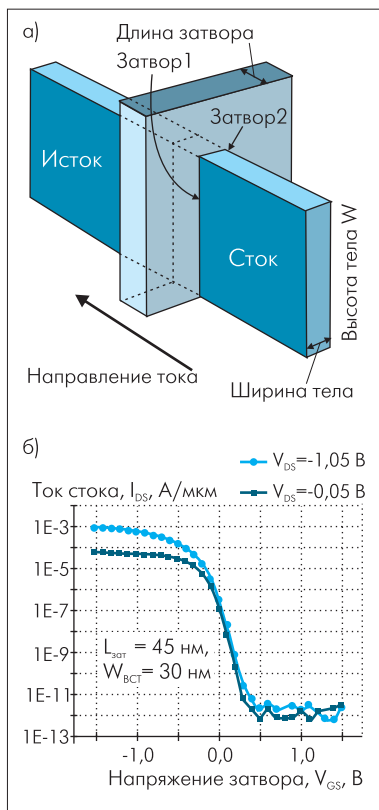 а)
Длина затвора
Затвор1
Затвор2
Исток
Сток
Высота тела W
Направление тока
Ширина тела
б)
V_DS=-1,05 В
V_DS=-0,05 В
Ток стока, I_DS, А/мкм
1E-3
1E-5
1E-7
1E-9
1E-11
1E-13
L_зат = 45 нм,
W_ВСТ= 30 нм
-1,0
0,0
1,0
Напряжение затвора, V_GS, В